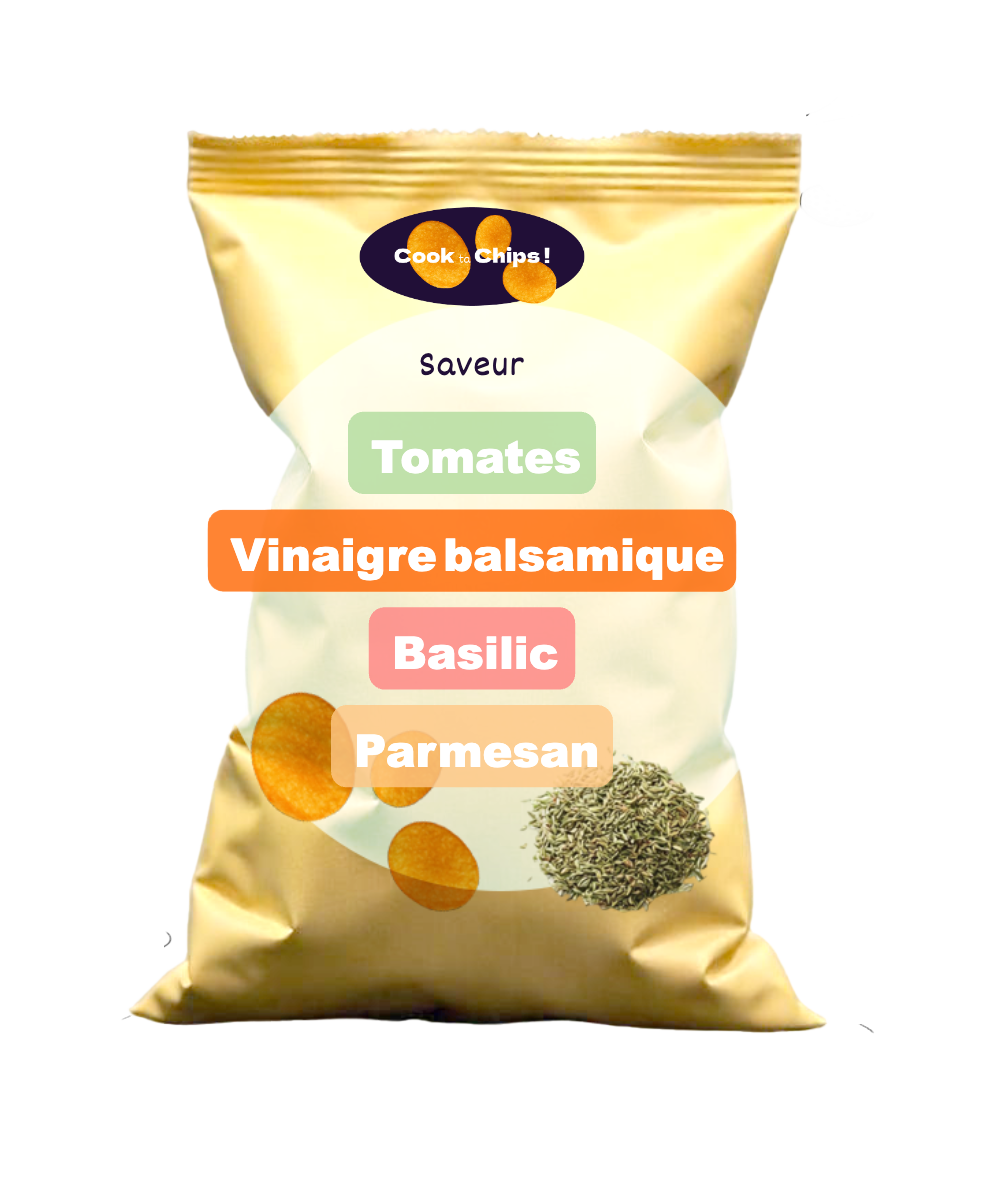 Cook ta Chips !
Saveur
Tomates
Vinaigre balsamique
Basilic
Parmesan